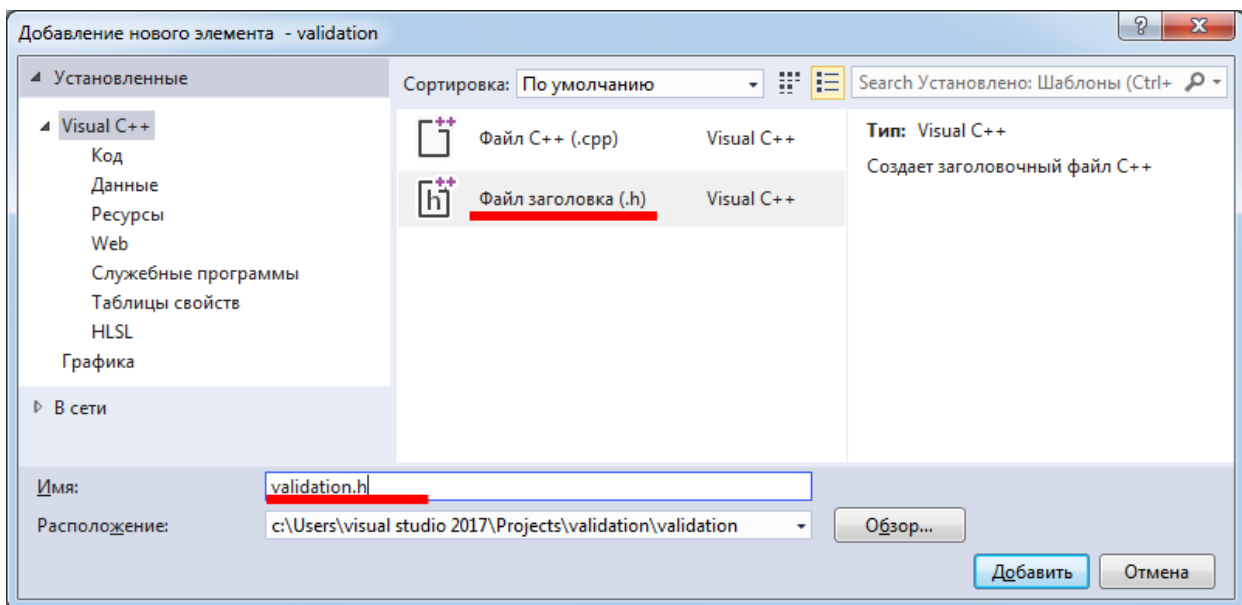 Добавление нового элемента - validation
Установленные
Visual C++
Код
Данные
Ресурсы
Web
Служебные программы
Таблицы свойств
HLSL
Графика
В сети
Сортировка: По умолчанию
Search Установлено: Шаблоны (Ctrl+
Файл C++ (.cpp) Visual C++
Файл заголовка (.h) Visual C++
Тип: Visual C++
Создает заголовочный файл C++
Имя: validation.h
Расположение: c:\Users\visual studio 2017\Projects\validation\validation Обзор...
Добавить Отмена